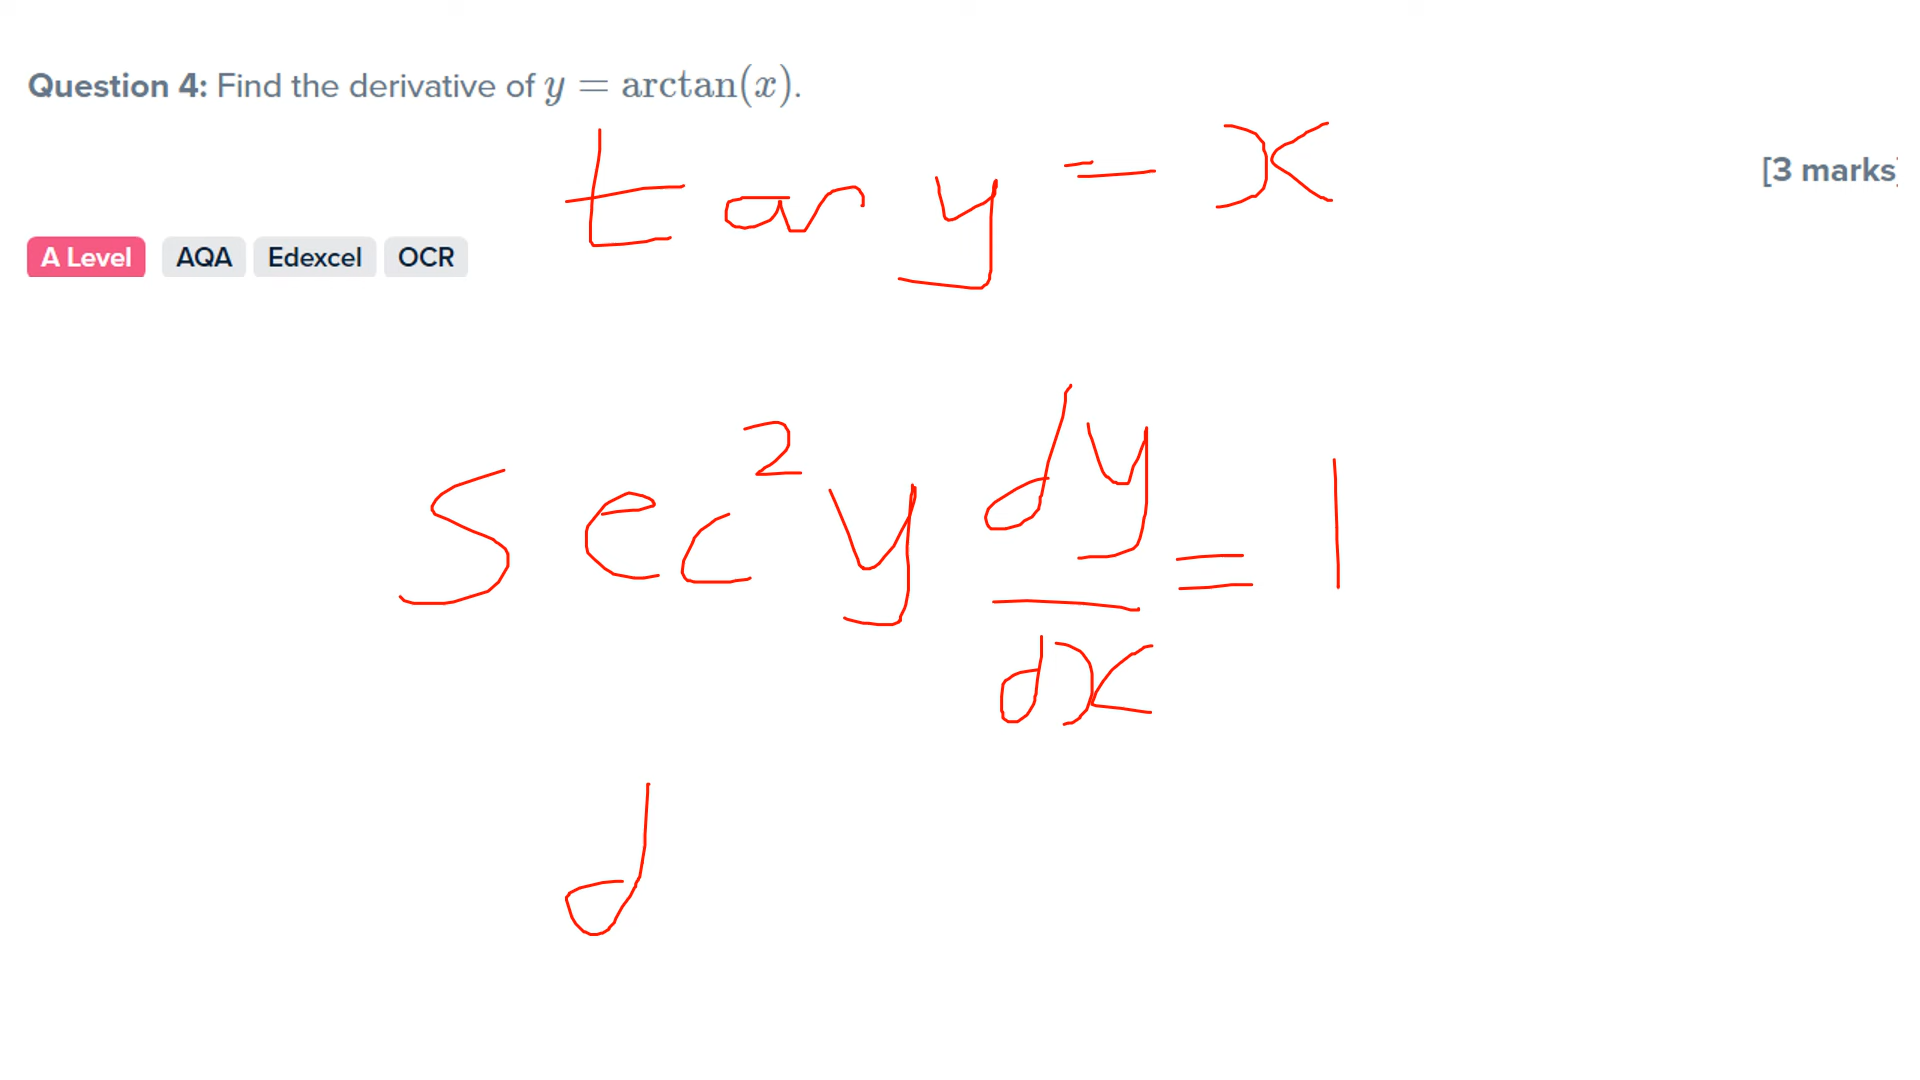 Question 4: Find the derivative of y = arctan(x).
tan y = x
[3 marks]
A Level AQA Edexcel OCR
sec²y dy/dx = 1
d